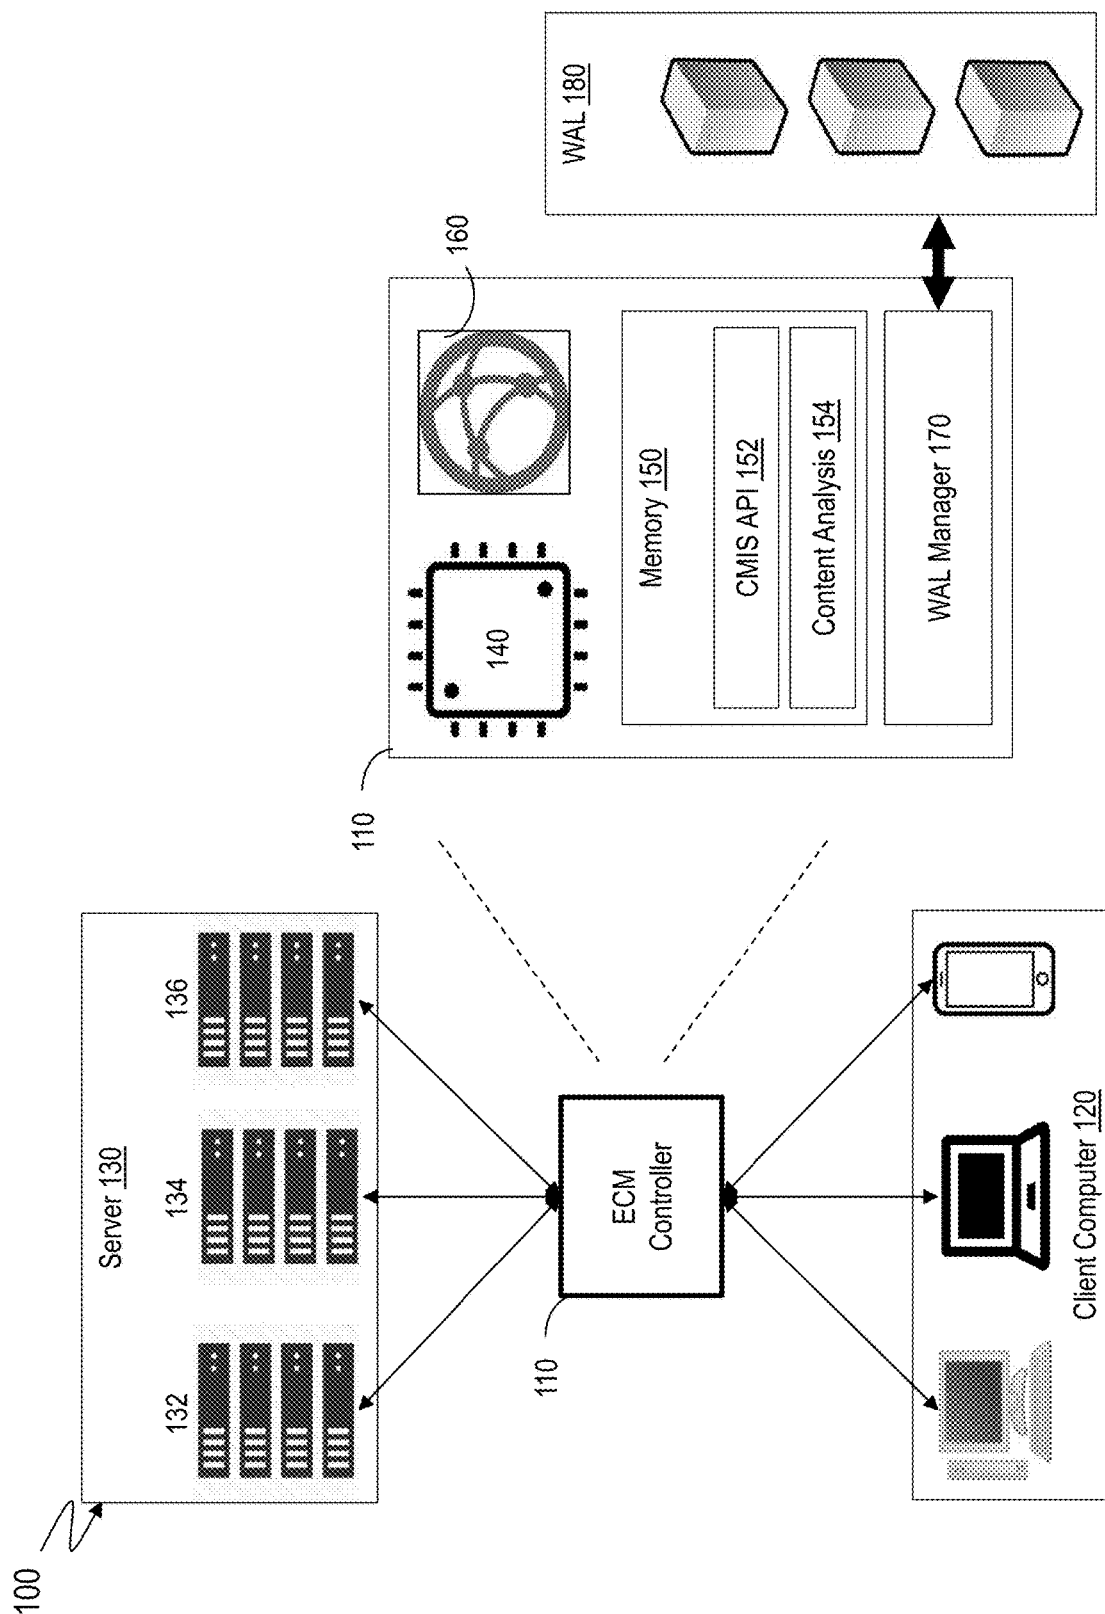 100
Server 130
132
134
136
110
ECM
Controller
Client Computer 120
110
140
160
Memory 150
CMIS API 152
Content Analysis 154
WAL Manager 170
WAL 180